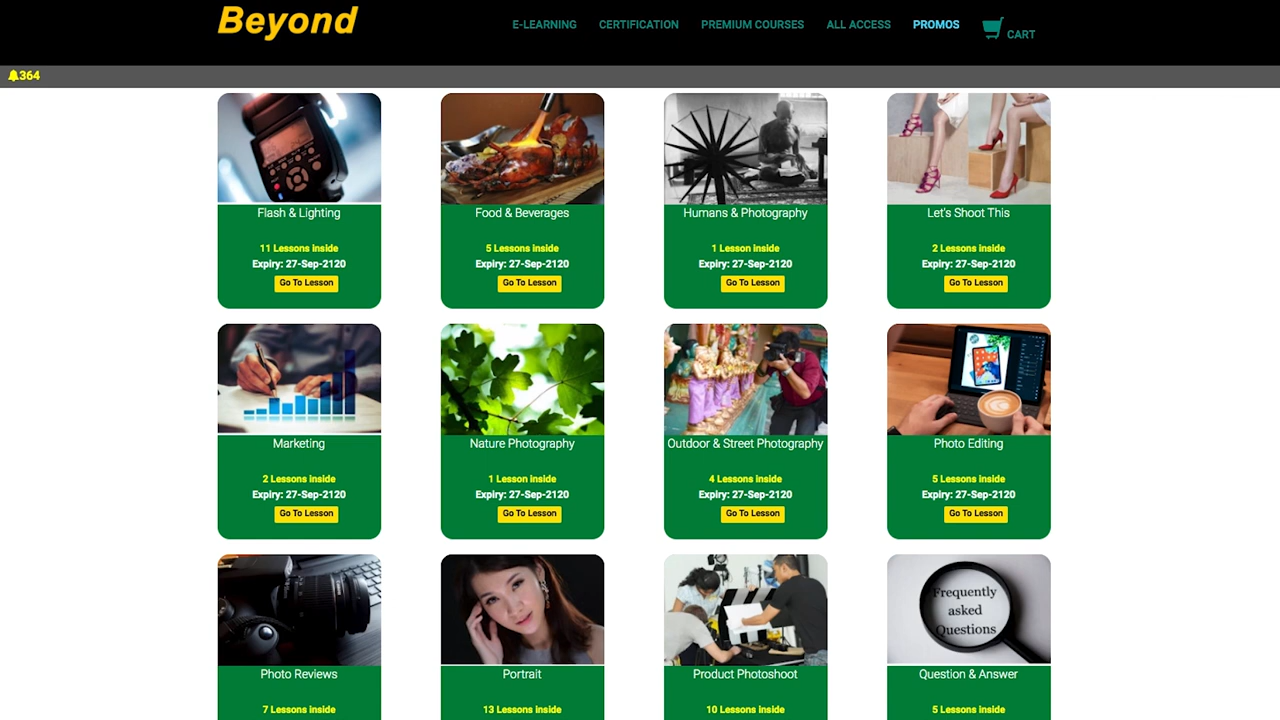 Beyond
E-LEARNING CERTIFICATION PREMIUM COURSES ALL ACCESS PROMOS CART
364
Flash & Lighting
11 Lessons inside
Expiry: 27-Sep-2120
Go To Lesson
Food & Beverages
5 Lessons inside
Expiry: 27-Sep-2120
Go To Lesson
Humans & Photography
1 Lesson inside
Expiry: 27-Sep-2120
Go To Lesson
Let's Shoot This
2 Lessons inside
Expiry: 27-Sep-2120
Go To Lesson
Marketing
2 Lessons inside
Expiry: 27-Sep-2120
Go To Lesson
Nature Photography
1 Lesson inside
Expiry: 27-Sep-2120
Go To Lesson
Outdoor & Street Photography
4 Lessons inside
Expiry: 27-Sep-2120
Go To Lesson
Photo Editing
5 Lessons inside
Expiry: 27-Sep-2120
Go To Lesson
Photo Reviews
7 Lessons inside
Portrait
13 Lessons inside
Product Photoshoot
10 Lessons inside
Frequently
asked
Questions
Question & Answer
5 Lessons inside